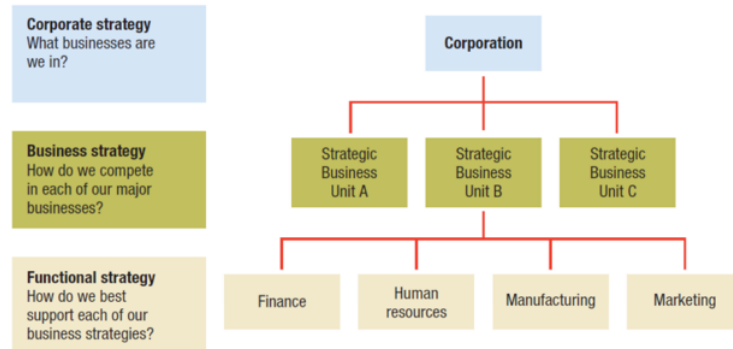 Corporate strategy
What businesses are
we in?
Corporation
Business strategy
How do we compete
in each of our major
businesses?
Strategic
Business
Unit A
Strategic
Business
Unit B
Strategic
Business
Unit C
Functional strategy
How do we best
support each of our
business strategies?
Finance
Human
resources
Manufacturing
Marketing